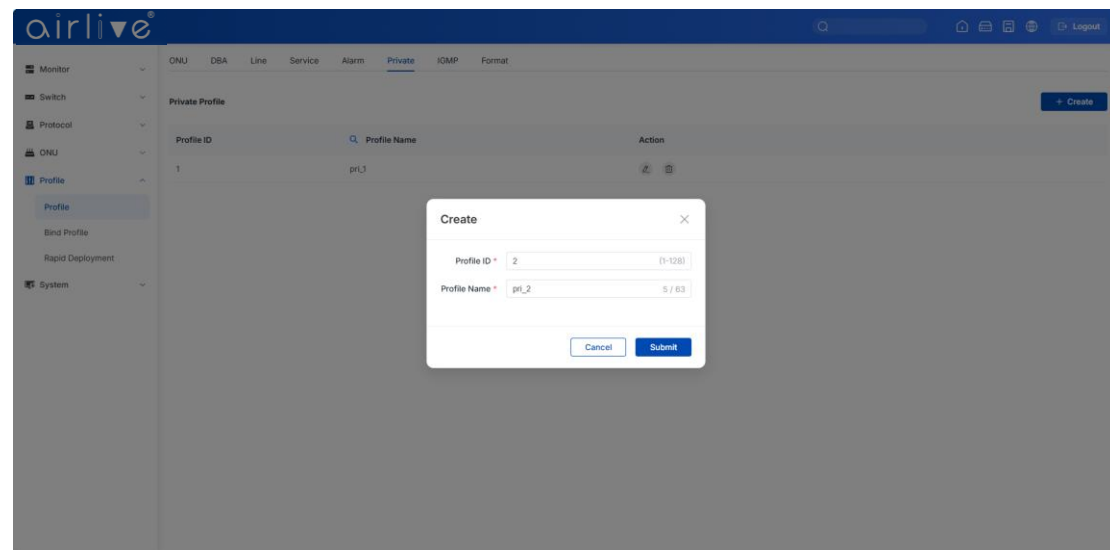 airlive®
Logout
Monitor
Switch
Protocol
ONU
Profile
Profile
Bind Profile
Rapid Deployment
System
ONU DBA Line Service Alarm Private IGMP Format
Private Profile
+ Create
Profile ID Profile Name Action
1 pri_1
Create
Profile ID * 2 (1-128)
Profile Name * pri_2 5 / 63
Cancel Submit